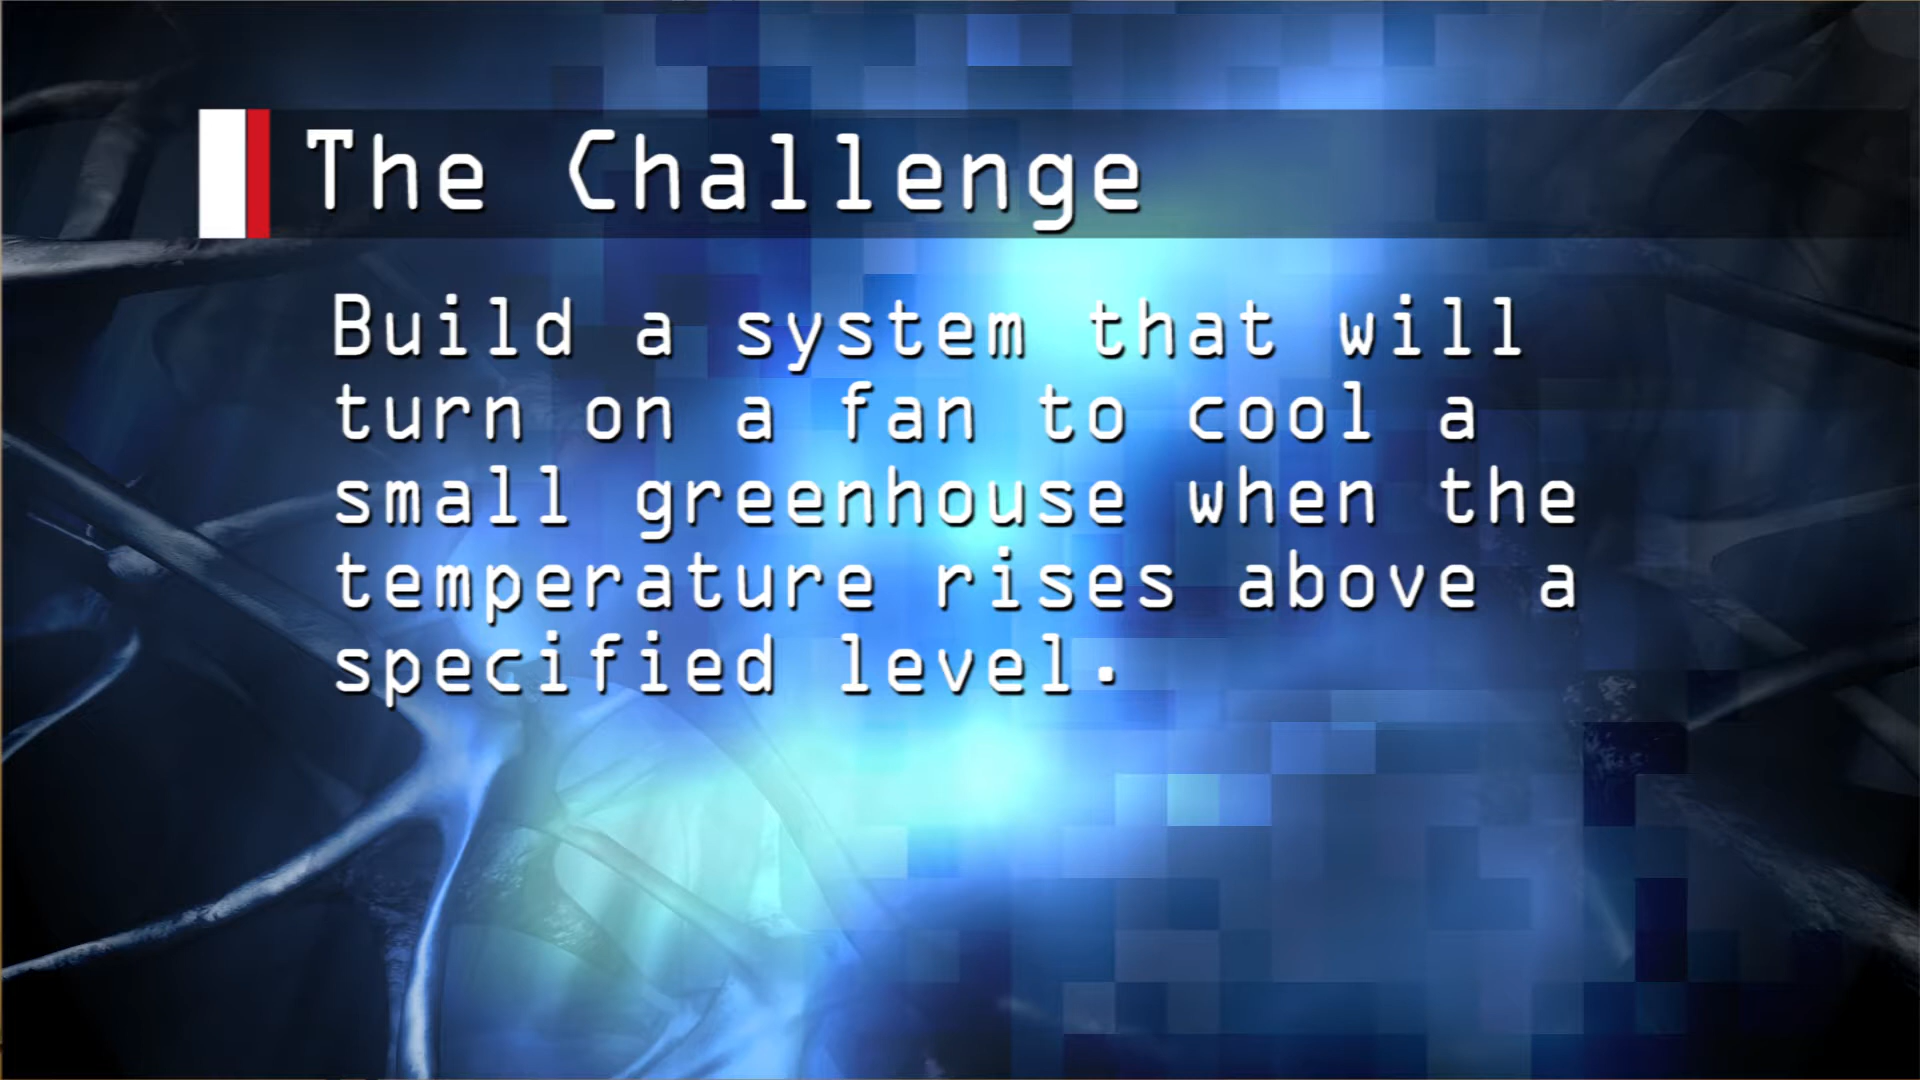 The Challenge
Build a system that will
turn on a fan to cool a
small greenhouse when the
temperature rises above a
specified level.